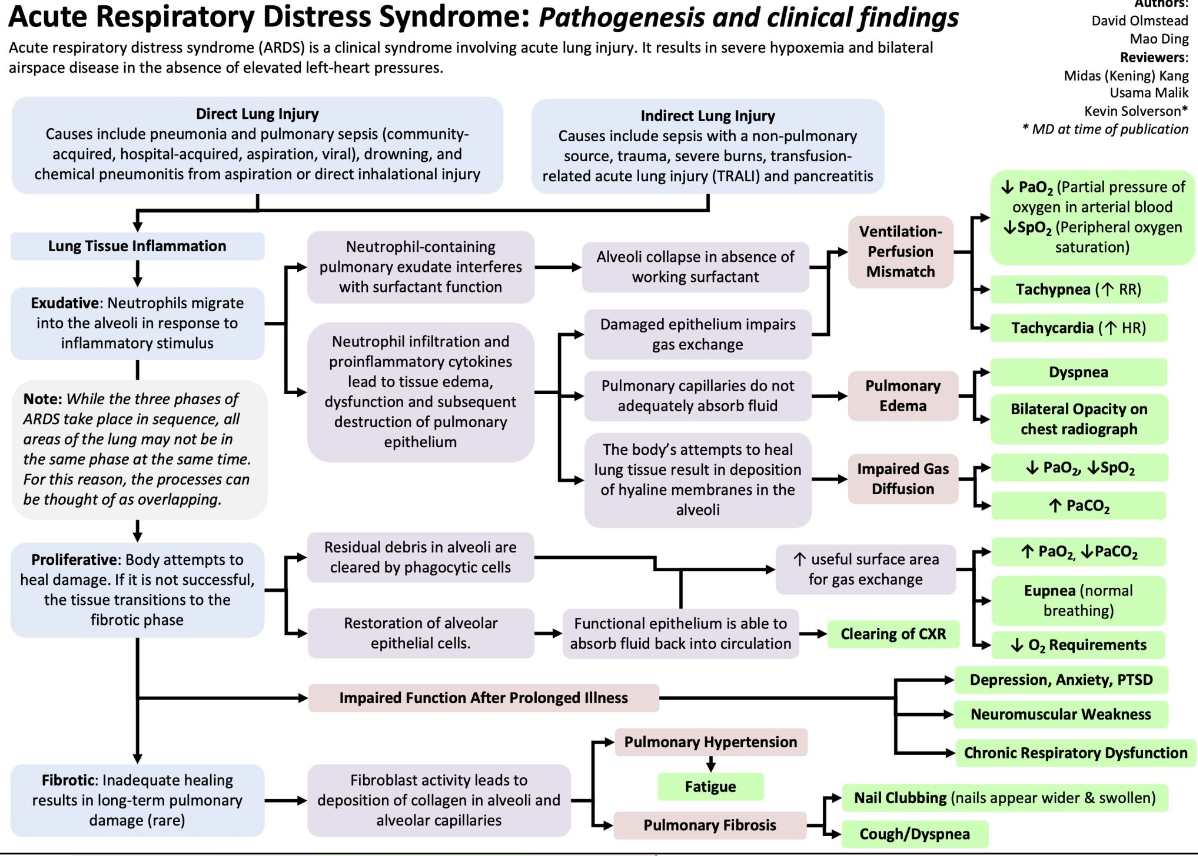 Acute Respiratory Distress Syndrome: Pathogenesis and clinical findings
Authors:
David Olmstead
Mao Ding
Reviewers:
Midas (Kening) Kang
Usama Malik
Kevin Solverson*
* MD at time of publication
Acute respiratory distress syndrome (ARDS) is a clinical syndrome involving acute lung injury. It results in severe hypoxemia and bilateral
airspace disease in the absence of elevated left-heart pressures.
Direct Lung Injury
Causes include pneumonia and pulmonary sepsis (community-
acquired, hospital-acquired, aspiration, viral), drowning, and
chemical pneumonitis from aspiration or direct inhalational injury
Indirect Lung Injury
Causes include sepsis with a non-pulmonary
source, trauma, severe burns, transfusion-
related acute lung injury (TRALI) and pancreatitis
Lung Tissue Inflammation
Exudative: Neutrophils migrate
into the alveoli in response to
inflammatory stimulus
Neutrophil-containing
pulmonary exudate interferes
with surfactant function
Alveoli collapse in absence of
working surfactant
Ventilation-
Perfusion
Mismatch
↓ PaO₂ (Partial pressure of
oxygen in arterial blood
↓SpO₂ (Peripheral oxygen
saturation)
Tachypnea (↑ RR)
Tachycardia (↑ HR)
Neutrophil infiltration and
proinflammatory cytokines
lead to tissue edema,
dysfunction and subsequent
destruction of pulmonary
epithelium
Damaged epithelium impairs
gas exchange
Pulmonary capillaries do not
adequately absorb fluid
Pulmonary
Edema
Dyspnea
Bilateral Opacity on
chest radiograph
The body's attempts to heal
lung tissue result in deposition
of hyaline membranes in the
alveoli
Impaired Gas
Diffusion
↓ PaO₂, ↓SpO₂
↑ PaCO₂
Note: While the three phases of
ARDS take place in sequence, all
areas of the lung may not be in
the same phase at the same time.
For this reason, the processes can
be thought of as overlapping.
Proliferative: Body attempts to
heal damage. If it is not successful,
the tissue transitions to the
fibrotic phase
Residual debris in alveoli are
cleared by phagocytic cells
↑ useful surface area
for gas exchange
↑ PaO₂, ↓PaCO₂
Eupnea (normal
breathing)
↓ O₂ Requirements
Restoration of alveolar
epithelial cells.
Functional epithelium is able to
absorb fluid back into circulation
Clearing of CXR
Impaired Function After Prolonged Illness
Depression, Anxiety, PTSD
Neuromuscular Weakness
Chronic Respiratory Dysfunction
Fibrotic: Inadequate healing
results in long-term pulmonary
damage (rare)
Fibroblast activity leads to
deposition of collagen in alveoli and
alveolar capillaries
Pulmonary Hypertension
Fatigue
Pulmonary Fibrosis
Nail Clubbing (nails appear wider & swollen)
Cough/Dyspnea